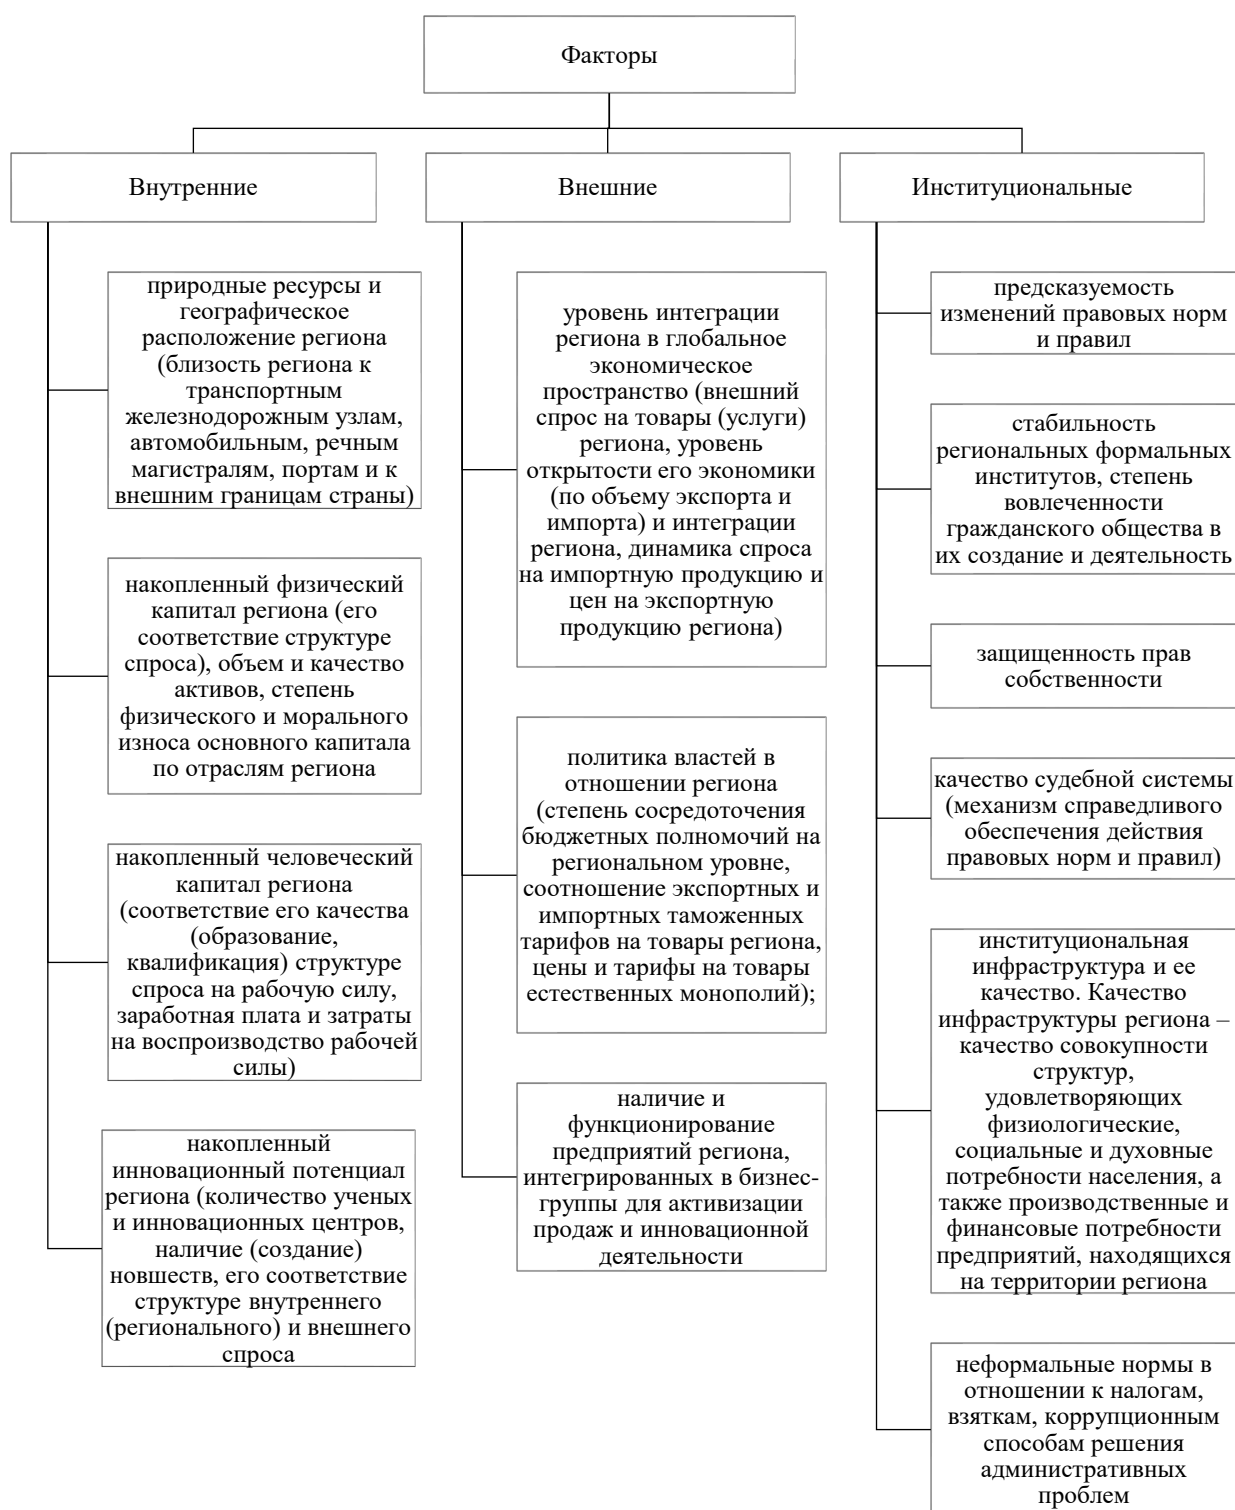 Факторы
Внутренние
природные ресурсы и
географическое
расположение региона
(близость региона к
транспортным
железнодорожным узлам,
автомобильным, речным
магистралям, портам и к
внешним границам страны)
накопленный физический
капитал региона (его
соответствие структуре
спроса), объем и качество
активов, степень
физического и морального
износа основного капитала
по отраслям региона
накопленный человеческий
капитал региона
(соответствие его качества
(образование,
квалификация) структуре
спроса на рабочую силу,
заработная плата и затраты
на воспроизводство рабочей
силы)
накопленный
инновационный потенциал
региона (количество ученых
и инновационных центров,
наличие (создание)
новшеств, его соответствие
структуре внутреннего
(регионального) и внешнего
спроса
Внешние
уровень интеграции
региона в глобальное
экономическое
пространство (внешний
спрос на товары (услуги)
региона, уровень
открытости его экономики
(по объему экспорта и
импорта) и интеграции
региона, динамика спроса
на импортную продукцию и
цен на экспортную
продукцию региона)
политика властей в
отношении региона
(степень сосредоточения
бюджетных полномочий на
региональном уровне,
соотношение экспортных и
импортных таможенных
тарифов на товары региона,
цены и тарифы на товары
естественных монополий);
наличие и
функционирование
предприятий региона,
интегрированных в бизнес-
группы для активизации
продаж и инновационной
деятельности
Институциональные
предсказуемость
изменений правовых норм
и правил
стабильность
региональных формальных
институтов, степень
вовлеченности
гражданского общества в
их создание и деятельность
защищенность прав
собственности
качество судебной системы
(механизм справедливого
обеспечения действия
правовых норм и правил)
институциональная
инфраструктура и ее
качество. Качество
инфраструктуры региона –
качество совокупности
структур,
удовлетворяющих
физиологические,
социальные и духовные
потребности населения, а
также производственные и
финансовые потребности
предприятий, находящихся
на территории региона
неформальные нормы в
отношении к налогам,
взяткам, коррупционным
способам решения
административных
проблем